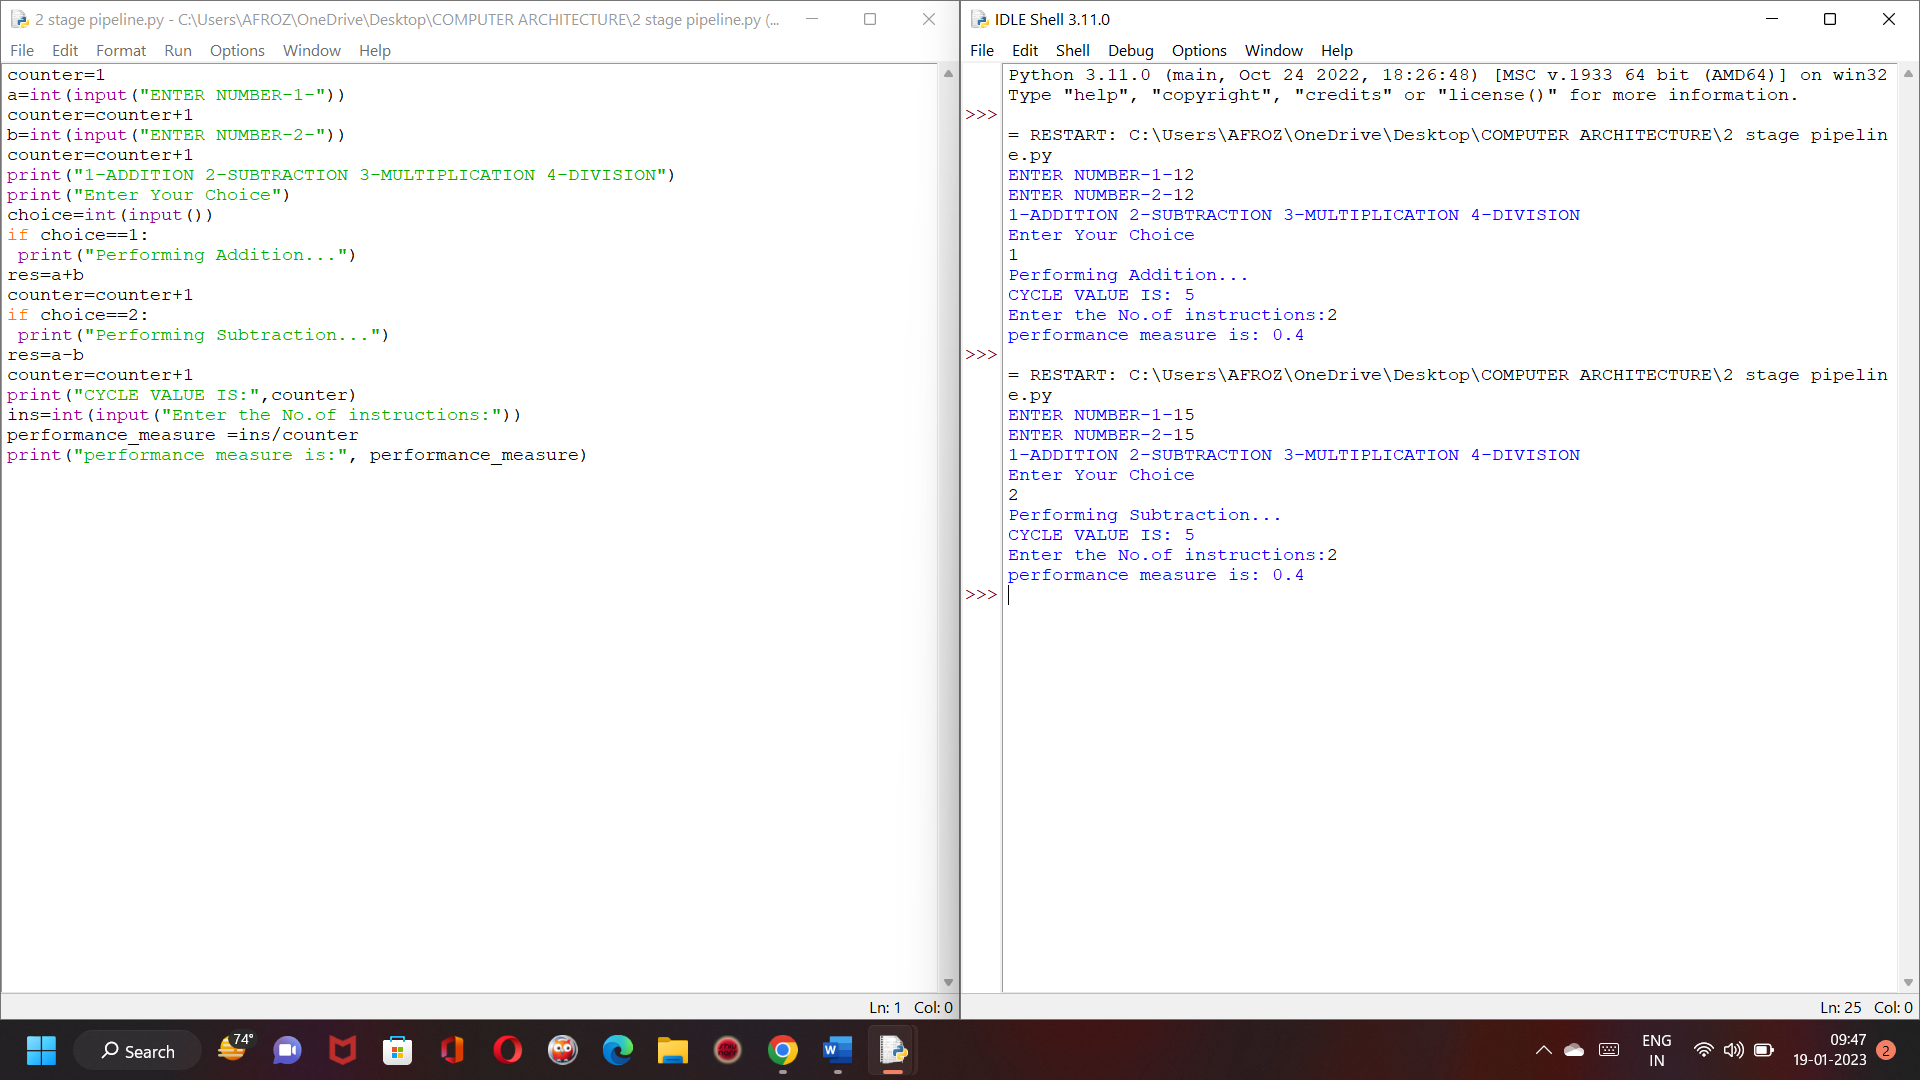 2 stage pipeline.py - C:\Users\AFROZ\OneDrive\Desktop\COMPUTER ARCHITECTURE\2 stage pipeline.py (...
File Edit Format Run Options Window Help
counter=1
a=int(input("ENTER NUMBER-1-"))
counter=counter+1
b=int(input("ENTER NUMBER-2-"))
counter=counter+1
print("1-ADDITION 2-SUBTRACTION 3-MULTIPLICATION 4-DIVISION")
print("Enter Your Choice")
choice=int(input())
if choice==1:
 print("Performing Addition...")
res=a+b
counter=counter+1
if choice==2:
 print("Performing Subtraction...")
res=a-b
counter=counter+1
print("CYCLE VALUE IS:",counter)
ins=int(input("Enter the No.of instructions:"))
performance_measure =ins/counter
print("performance measure is:", performance_measure)
Ln: 1 Col: 0
IDLE Shell 3.11.0
File Edit Shell Debug Options Window Help
Python 3.11.0 (main, Oct 24 2022, 18:26:48) [MSC v.1933 64 bit (AMD64)] on win32
Type "help", "copyright", "credits" or "license()" for more information.
>>>
= RESTART: C:\Users\AFROZ\OneDrive\Desktop\COMPUTER ARCHITECTURE\2 stage pipelin
e.py
ENTER NUMBER-1-12
ENTER NUMBER-2-12
1-ADDITION 2-SUBTRACTION 3-MULTIPLICATION 4-DIVISION
Enter Your Choice
1
Performing Addition...
CYCLE VALUE IS: 5
Enter the No.of instructions:2
performance measure is: 0.4
>>>
= RESTART: C:\Users\AFROZ\OneDrive\Desktop\COMPUTER ARCHITECTURE\2 stage pipelin
e.py
ENTER NUMBER-1-15
ENTER NUMBER-2-15
1-ADDITION 2-SUBTRACTION 3-MULTIPLICATION 4-DIVISION
Enter Your Choice
2
Performing Subtraction...
CYCLE VALUE IS: 5
Enter the No.of instructions:2
performance measure is: 0.4
>>>
Ln: 25 Col: 0
Search
74°
W
ENG
IN
09:47
19-01-2023
2